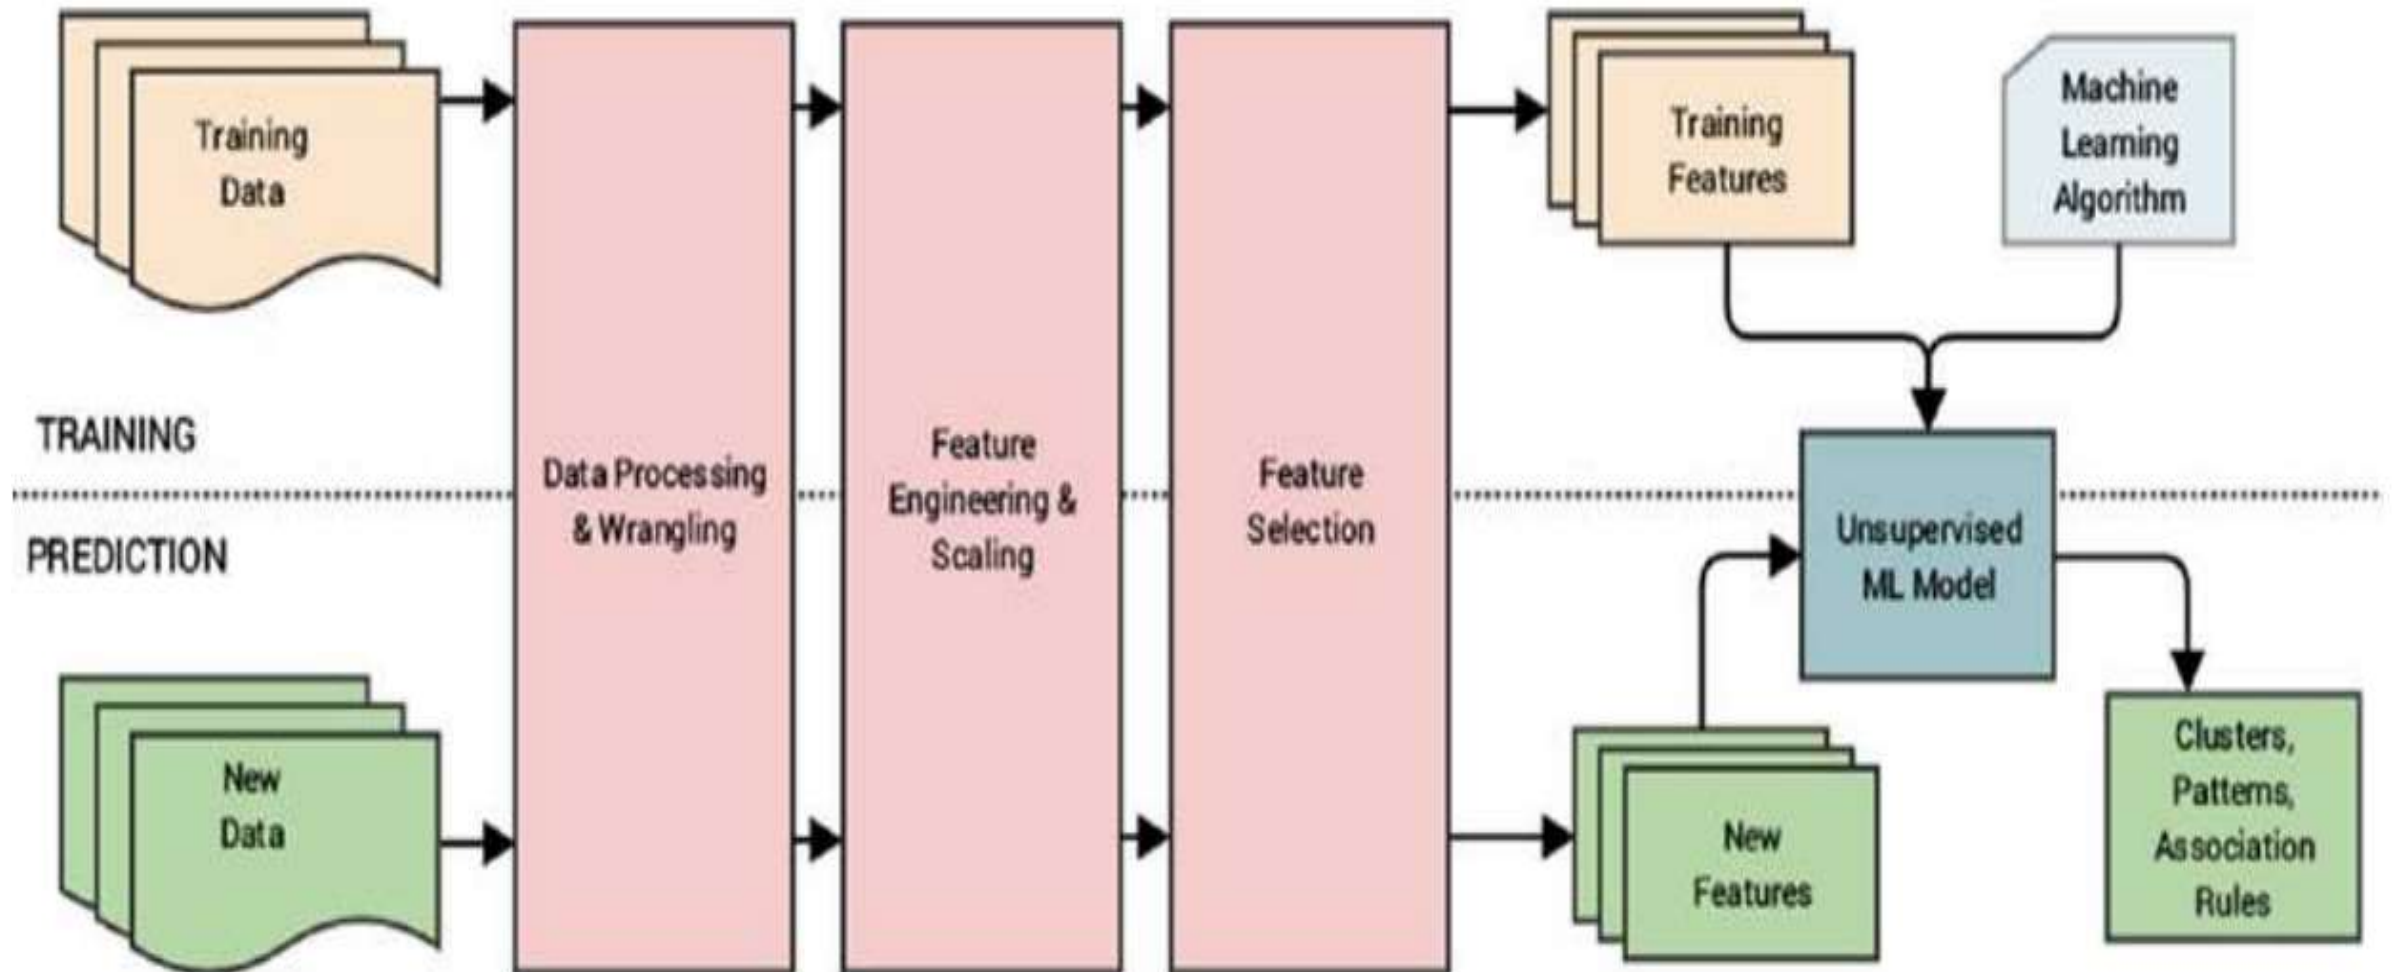 Training
Data
Training
Features
Machine
Learning
Algorithm
TRAINING
PREDICTION
Data Processing
& Wrangling
Feature
Engineering &
Scaling
Feature
Selection
Unsupervised
ML Model
New
Data
New
Features
Clusters,
Patterns,
Association
Rules